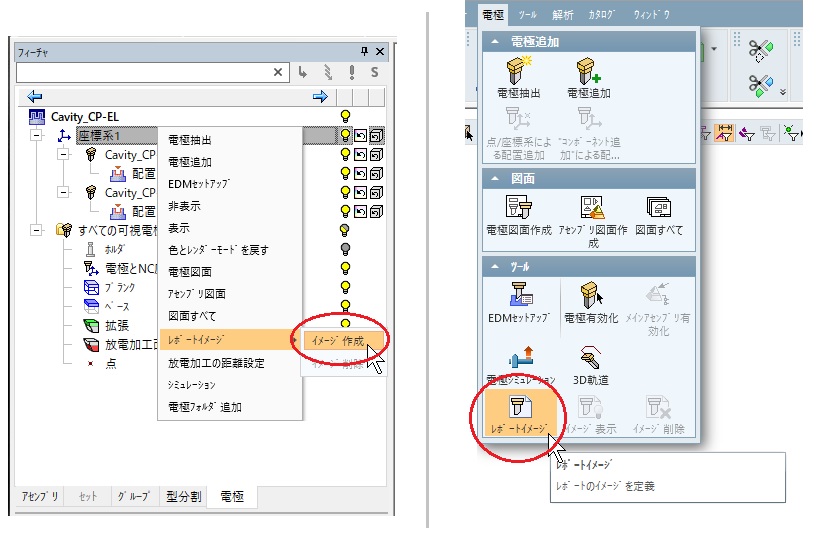 フィーチャ
S
Cavity_CP-EL
座標系1
Cavity_CP
配置
Cavity_CP
配置
すべての可視電極
ﾎﾙﾀﾞ
電極とNC座
ﾌﾞﾗﾝｸ
ﾍﾞｰｽ
拡張
放電加工距
点
電極抽出
電極追加
EDMｾｯﾄｱｯﾌﾟ
非表示
表示
色とﾚﾝﾀﾞｰﾓｰﾄﾞを戻す
電極図面
ｱｾﾝﾌﾞﾘ図面
図面すべて
ﾚﾎﾟｰﾄｲﾒｰｼﾞ
放電加工の距離設定
ｼﾐｭﾚｰｼｮﾝ
電極ﾌｫﾙﾀﾞ追加
ｲﾒｰｼﾞ作成
ｲﾒｰｼﾞ削除
ｱｾﾝﾌﾞﾘ ｾｯﾄ ｸﾞﾙｰﾌﾟ 型分割 電極
電極 ﾂｰﾙ 解析 ｶﾀﾛｸﾞ ｳｨﾝﾄﾞｳ
電極追加
電極抽出 電極追加
点/座標系によ
る配置追加
"ｺﾝﾎﾟｰﾈﾝﾄ追
加"による配...
図面
電極図面作成 ｱｾﾝﾌﾞﾘ図面作
成
図面すべて
ﾂｰﾙ
EDMｾｯﾄｱｯﾌﾟ 電極有効化 ﾒｲﾝｱｾﾝﾌﾞﾘ有
効化
電極ｼﾐｭﾚｰｼｮﾝ 3D軌道
ﾚﾎﾟｰﾄｲﾒｰｼﾞ ｲﾒｰｼﾞ表示 ｲﾒｰｼﾞ削除
ﾚﾎﾟｰﾄｲﾒｰｼﾞ
ﾚﾎﾟｰﾄのｲﾒｰｼﾞを定義